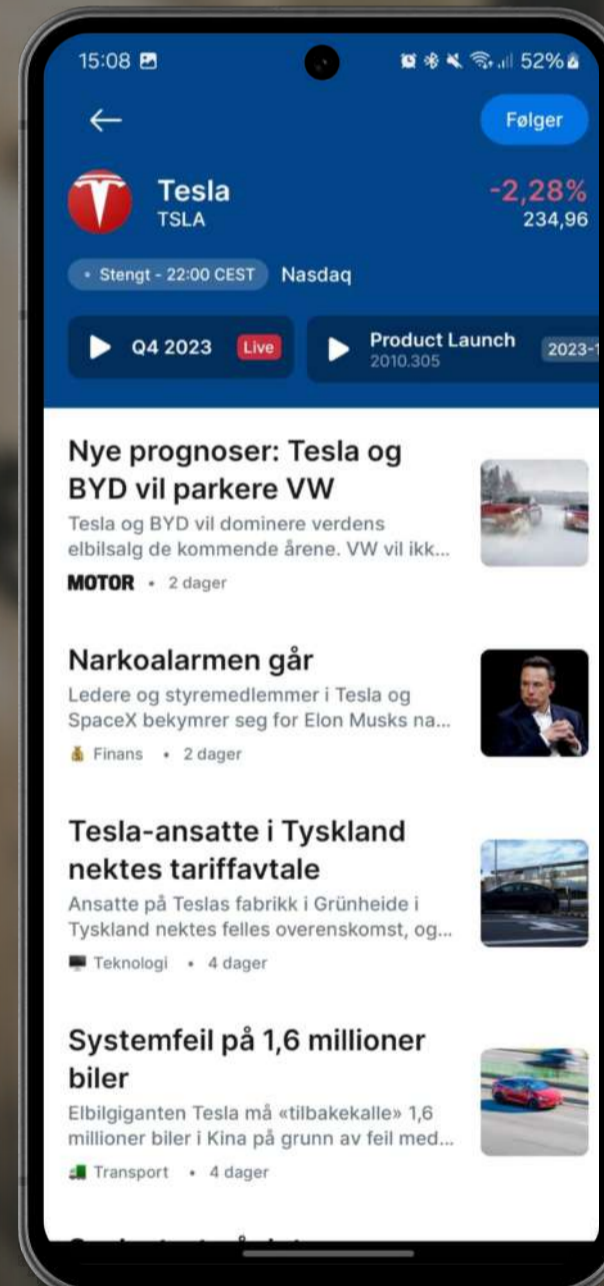 15:08
52%
Følger
Tesla
-2,28%
TSLA
234,96
Stengt - 22:00 CEST
Nasdaq
Q4 2023
Live
Product Launch
2010.305
2023-1
Nye prognoser: Tesla og
BYD vil parkere VW
Tesla og BYD vil dominere verdens
elbilsalg de kommende årene. VW vil ikk...
MOTOR • 2 dager
Narkoalarmen går
Ledere og styremedlemmer i Tesla og
SpaceX bekymrer seg for Elon Musks na...
Finans • 2 dager
Tesla-ansatte i Tyskland
nektes tariffavtale
Ansatte på Teslas fabrikk i Grünheide i
Tyskland nektes felles overenskomst, og...
Teknologi • 4 dager
Systemfeil på 1,6 millioner
biler
Elbilgiganten Tesla må «tilbakekalle» 1,6
millioner biler i Kina på grunn av feil med...
Transport • 4 dager